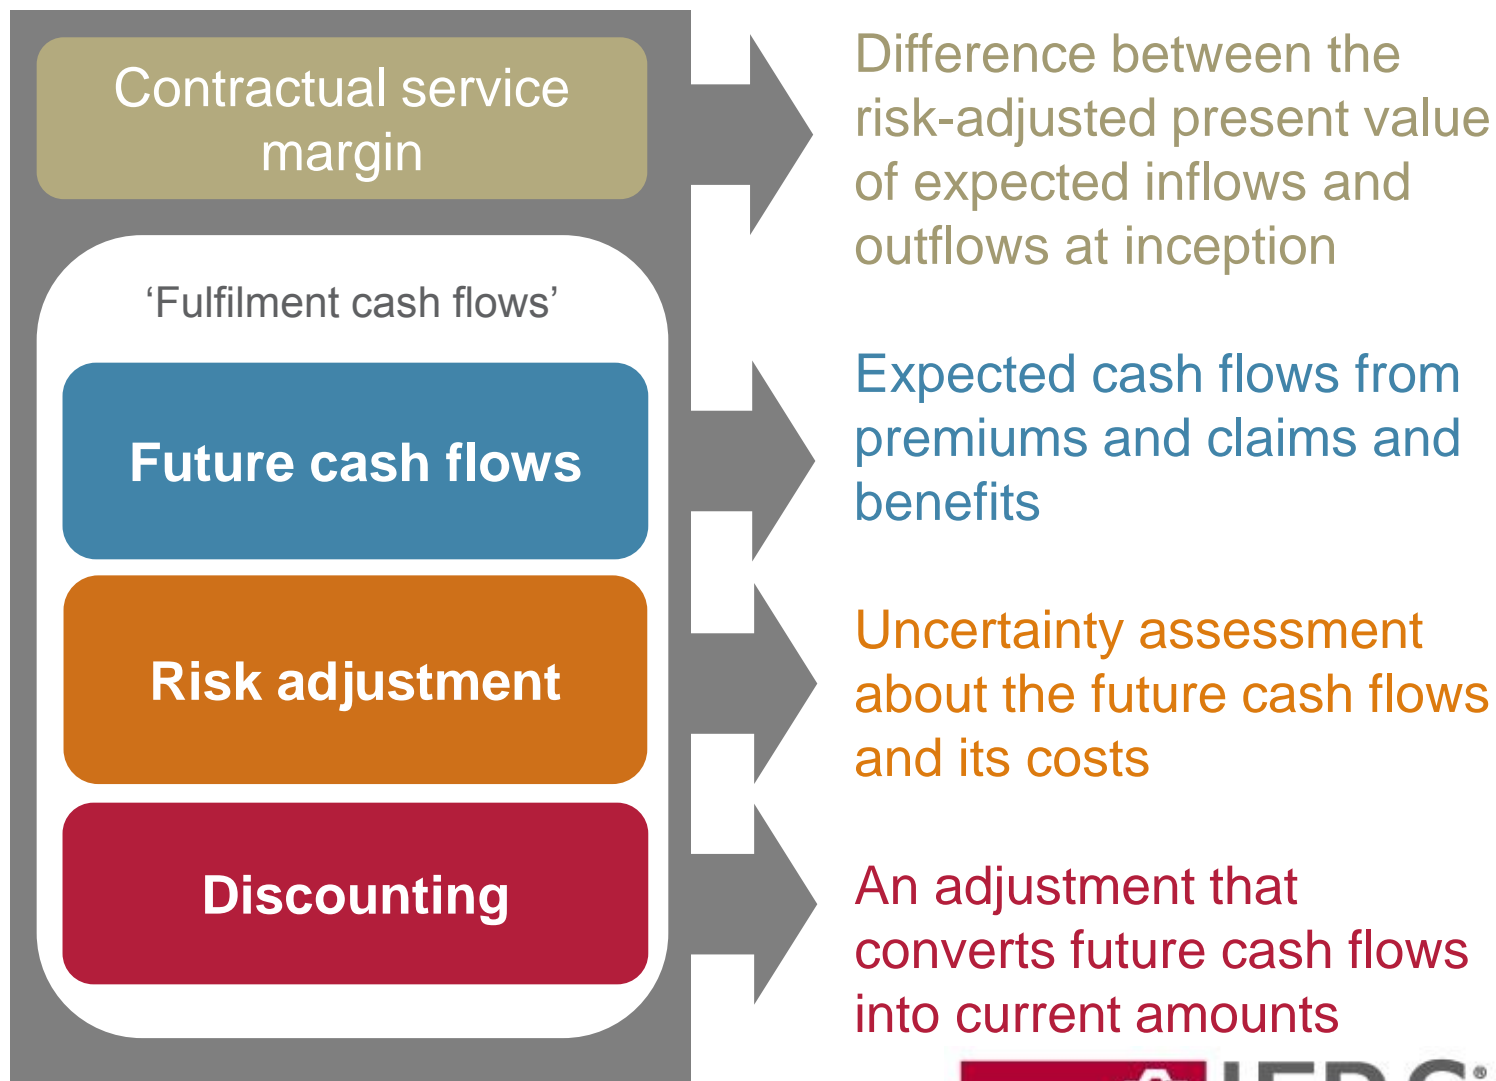 Contractual service
margin
Difference between the
risk-adjusted present value
of expected inflows and
outflows at inception
‘Fulfilment cash flows’
Future cash flows
Expected cash flows from
premiums and claims and
benefits
Risk adjustment
Uncertainty assessment
about the future cash flows
and its costs
Discounting
An adjustment that
converts future cash flows
into current amounts